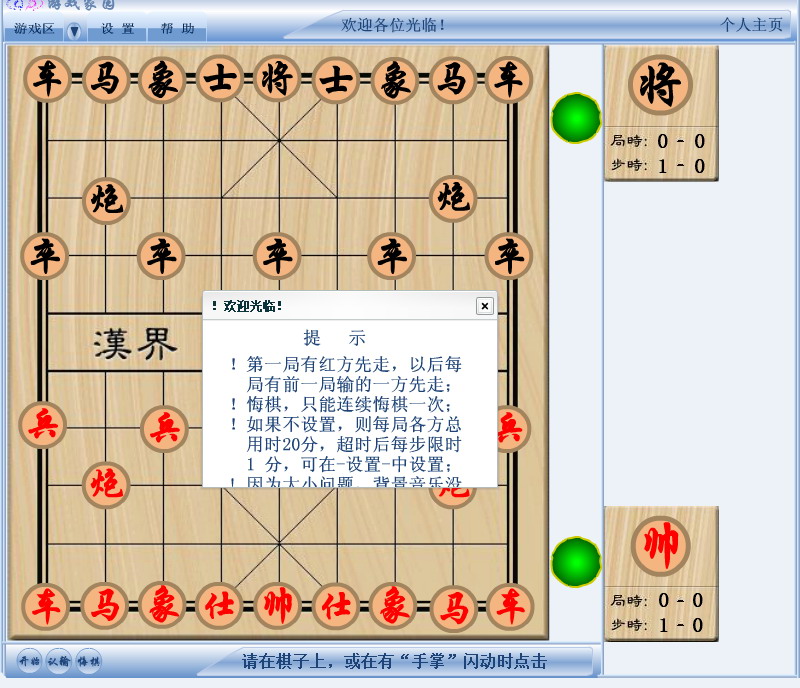 游戏家园
游戏区 设 置 帮 助
欢迎各位光临！
个人主页
车 马 象 士 将 士 象 马 车
将
局時: 0 - 0
步時: 1 - 0
炮 炮
卒 卒 卒 卒 卒
！欢迎光临！
漢界
提 示
！第一局有红方先走，以后每
局有前一局输的一方先走；
！悔棋，只能连续悔棋一次；
！如果不设置，则每局各方总
用时20分，超时后每步限时
1 分，可在-设置-中设置；
！因为大小问题，背景音乐没
兵 兵 兵
炮 炮
帅
局時: 0 - 0
步時: 1 - 0
车 马 象 仕 帅 仕 象 马 车
开始 认输 悔棋
请在棋子上，或在有“手掌”闪动时点击